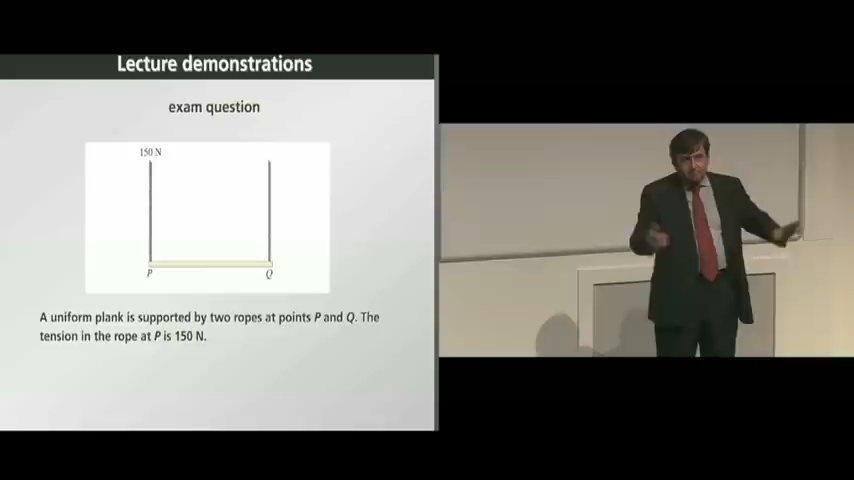 Lecture demonstrations
exam question
150 N
P
Q
A uniform plank is supported by two ropes at points P and Q. The
tension in the rope at P is 150 N.